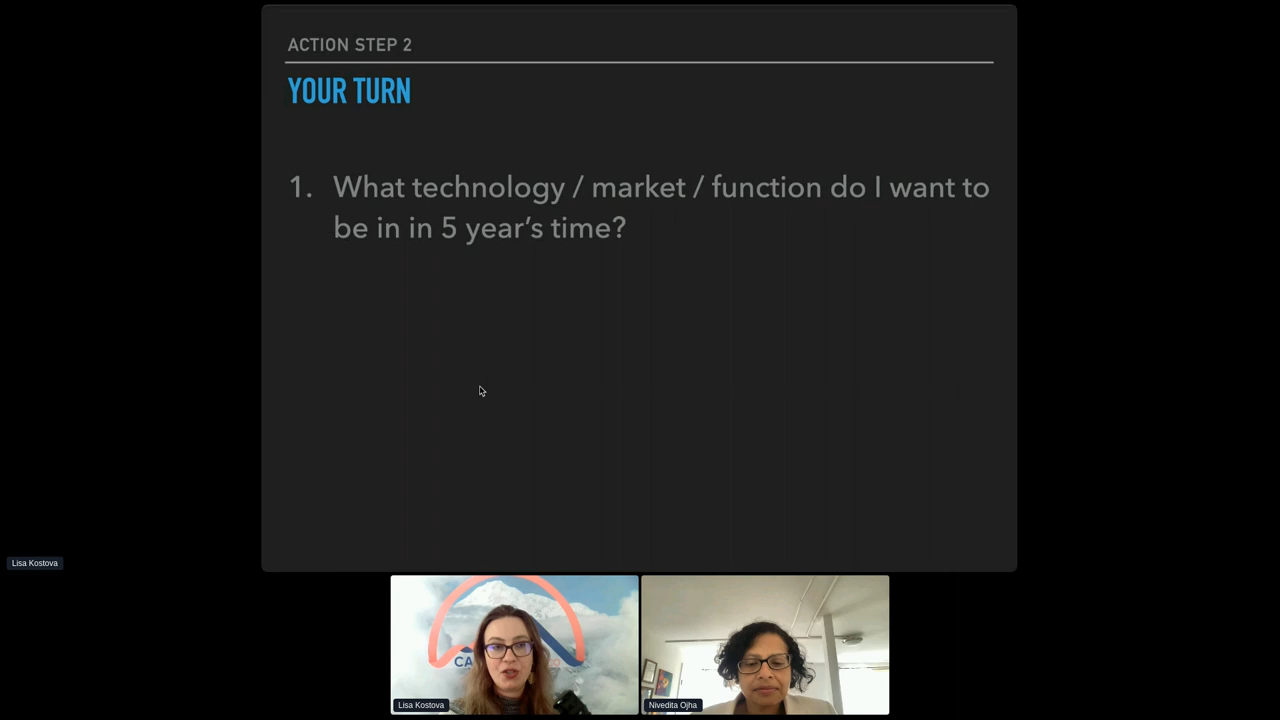 ACTION STEP 2
YOUR TURN
1. What technology / market / function do I want to
be in in 5 year's time?
Lisa Kostova
CA
Lisa Kostova
Nivedita Ojha